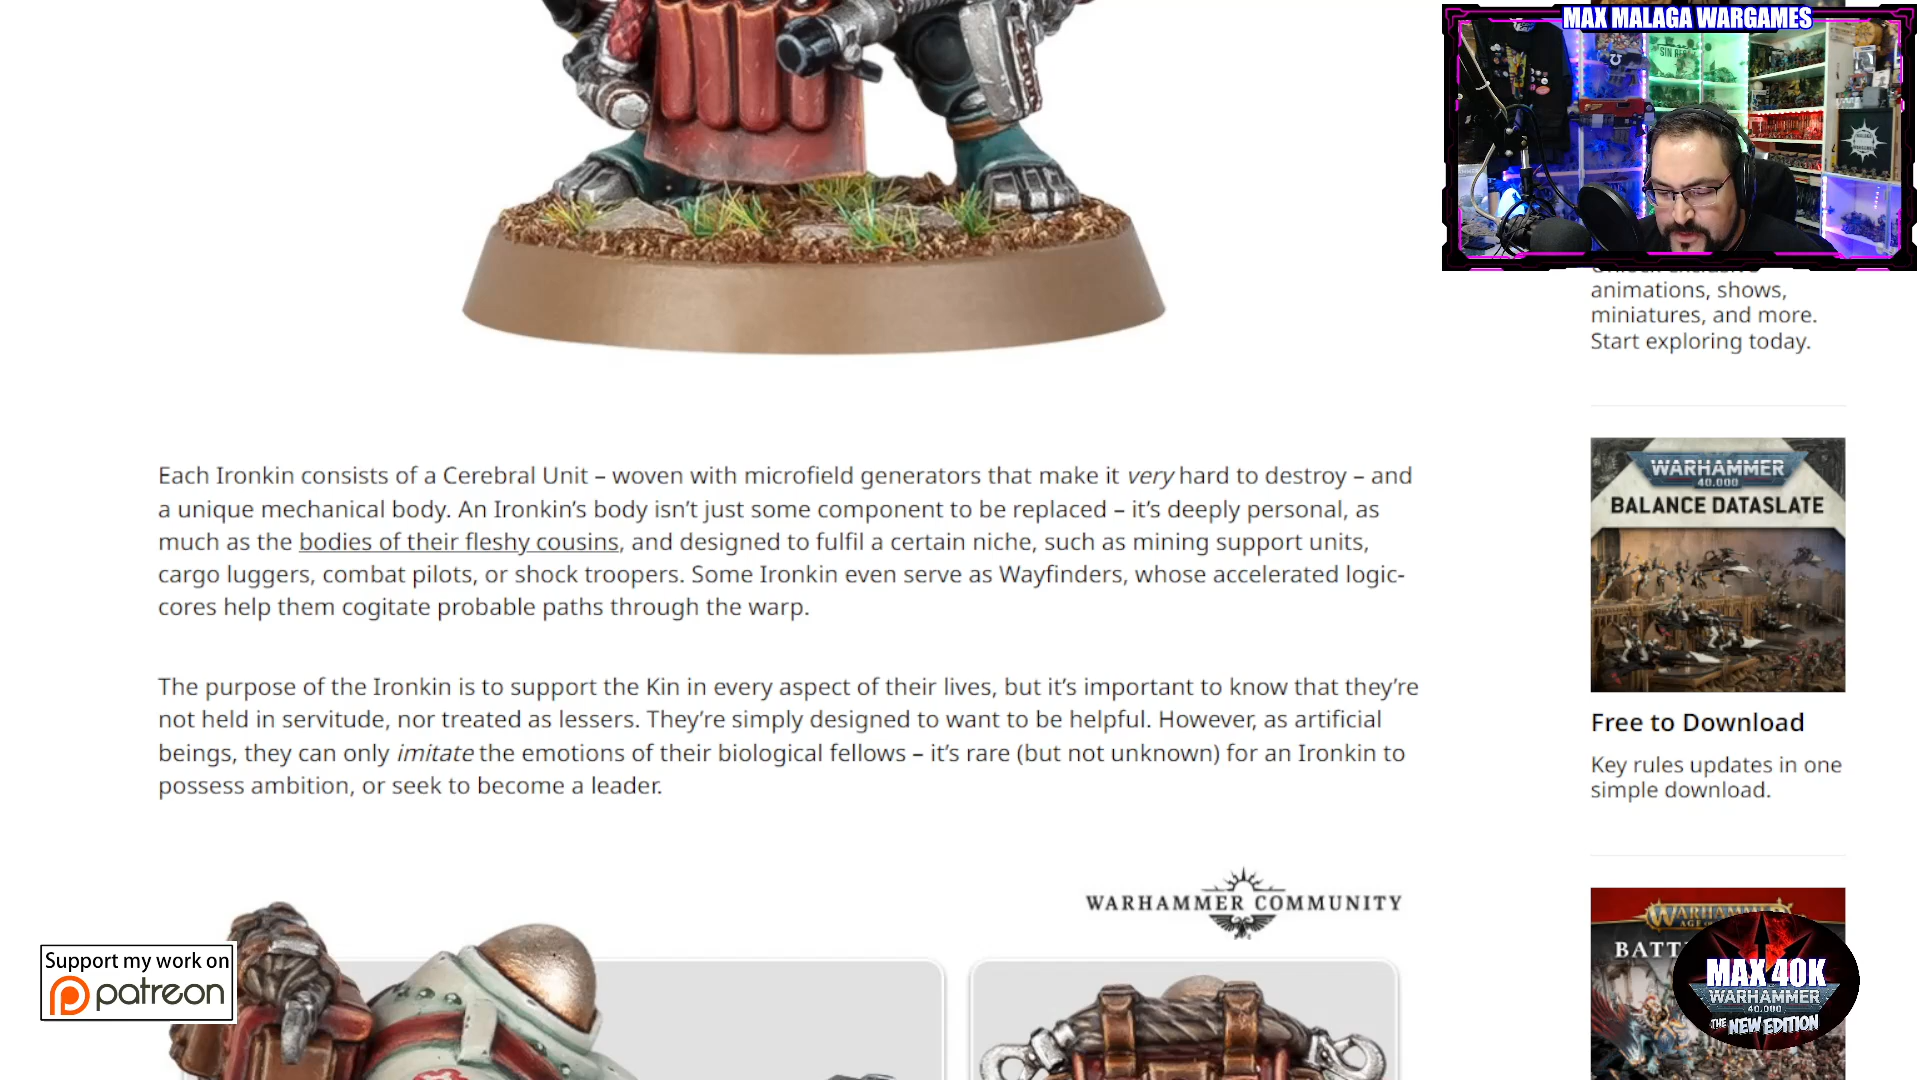 MAX MALAGA WARGAMES
animations, shows,
miniatures, and more.
Start exploring today.
Each Ironkin consists of a Cerebral Unit – woven with microfield generators that make it very hard to destroy – and
a unique mechanical body. An Ironkin’s body isn’t just some component to be replaced – it’s deeply personal, as
much as the bodies of their fleshy cousins, and designed to fulfil a certain niche, such as mining support units,
cargo luggers, combat pilots, or shock troopers. Some Ironkin even serve as Wayfinders, whose accelerated logic-
cores help them cogitate probable paths through the warp.
The purpose of the Ironkin is to support the Kin in every aspect of their lives, but it’s important to know that they’re
not held in servitude, nor treated as lessers. They’re simply designed to want to be helpful. However, as artificial
beings, they can only imitate the emotions of their biological fellows – it’s rare (but not unknown) for an Ironkin to
possess ambition, or seek to become a leader.
WARHAMMER
40,000
BALANCE DATASLATE
Free to Download
Key rules updates in one
simple download.
WARHAMMER COMMUNITY
Support my work on
patreon
WARHAMMER
BATT
MAX 40K
WARHAMMER
40,000
THE NEW EDITION